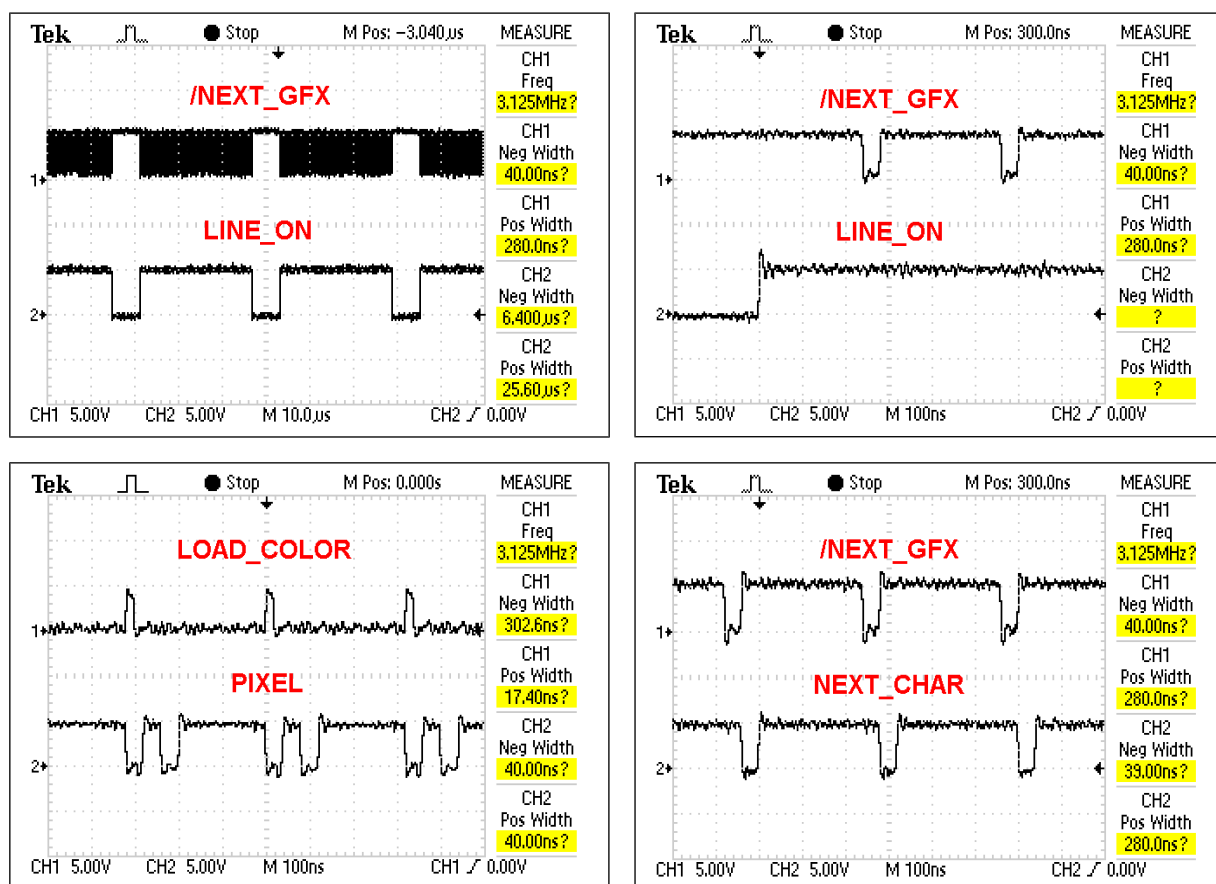 Tek Stop M Pos: -3.040µs MEASURE
CH1
Freq
3.125MHz?
/NEXT_GFX
CH1
Neg Width
40.00ns?
1
CH1
Pos Width
280.0ns?
LINE_ON
CH2
Neg Width
6.400µs?
2
CH2
Pos Width
25.60µs?
CH1 5.00V CH2 5.00V M 10.0µs CH2 0.00V
Tek Stop M Pos: 300.0ns MEASURE
CH1
Freq
3.125MHz?
/NEXT_GFX
CH1
Neg Width
40.00ns?
1
CH1
Pos Width
280.0ns?
LINE_ON
CH2
Neg Width
?
2
CH2
Pos Width
?
CH1 5.00V CH2 5.00V M 100ns CH2 0.00V
Tek Stop M Pos: 0.000s MEASURE
CH1
Freq
3.125MHz?
LOAD_COLOR
CH1
Neg Width
302.6ns?
1
CH1
Pos Width
17.40ns?
PIXEL
CH2
Neg Width
40.00ns?
2
CH2
Pos Width
40.00ns?
CH1 5.00V CH2 5.00V M 100ns CH1 0.00V
Tek Stop M Pos: 300.0ns MEASURE
CH1
Freq
3.125MHz?
/NEXT_GFX
CH1
Neg Width
40.00ns?
1
CH1
Pos Width
280.0ns?
NEXT_CHAR
CH2
Neg Width
39.00ns?
2
CH2
Pos Width
280.0ns?
CH1 5.00V CH2 5.00V M 100ns CH2 0.00V